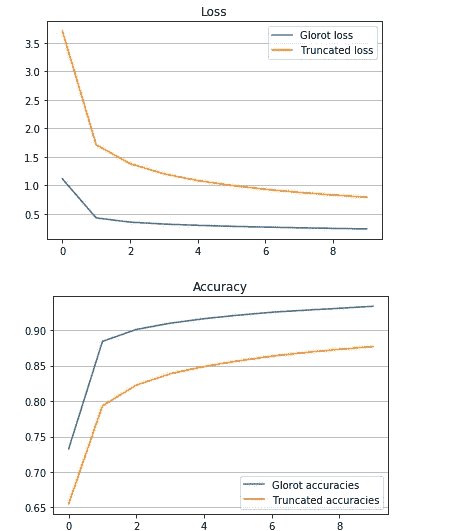 Loss
3.5
3.0
2.5
2.0
1.5
1.0
0.5
Glorot loss
Truncated loss
0 2 4 6 8
Accuracy
0.90
0.85
0.80
0.75
0.70
0.65
Glorot accuracies
Truncated accuracies
0 2 4 6 8